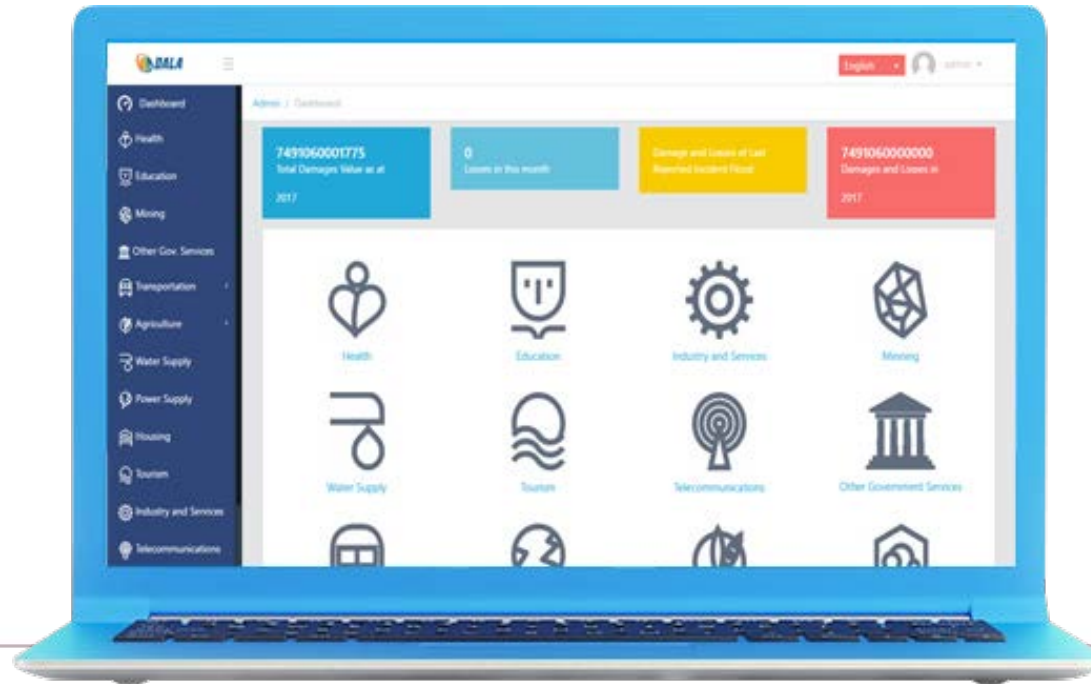 DALA
English
admin
Dashboard
Health
Education
Mining
Other Gov. Services
Transportation
Agriculture
Water Supply
Power Supply
Housing
Tourism
Industry and Services
Telecommunications
Admin / Dashboard
7491060001775
Total Damages Value as at
2017
0
Losses in this month
Damage and Losses of Last
Reported Incident Flood
7491060000000
Damages and Losses in
2017
Health
Education
Industry and Services
Minning
Water Supply
Tourism
Telecommunications
Other Government Services